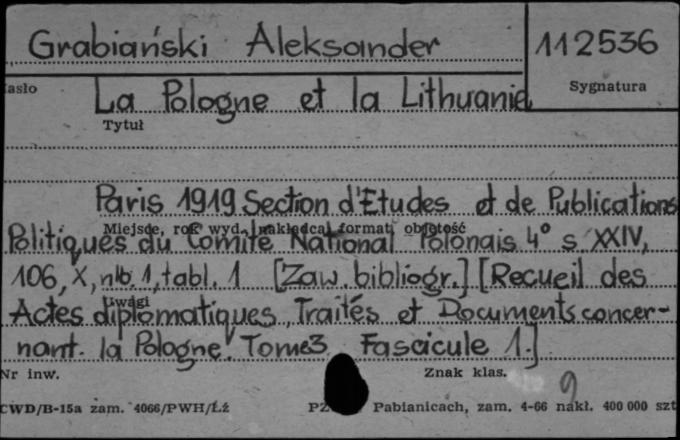 Grabiański Aleksander
112536
asło
Sygnatura
La Pologne et la Lithuanie
Tytuł
Paris 1919 Section d'Etudes et de Publications
Miejsce, rok wyd., nakładca, format, objętość
Politiques du Comité National Polonais 4° s. XXIV,
106, X, nlb. 1, tabl. 1 [Zaw. bibliogr.] [Recueil des
Uwagi
Actes diplomatiques, Traités et Documents concer-
nant la Pologne. Tome 3 Fascicule 1.]
Nr inw.
Znak klas.
9
CWD/B-15a zam. 4066/PWH/Łź
Pabianicach, zam. 4-66 nakł. 400 000 szt